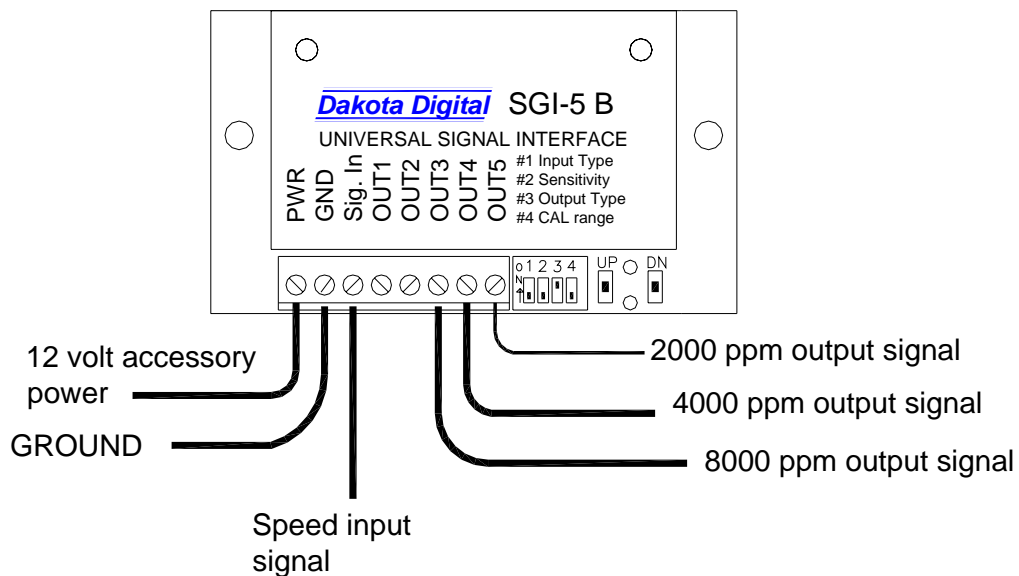 Dakota Digital SGI-5 B
UNIVERSAL SIGNAL INTERFACE
PWR
GND
Sig. In
OUT1
OUT2
OUT3
OUT4
OUT5
#1 Input Type
#2 Sensitivity
#3 Output Type
#4 CAL range
O 1 2 3 4
N
UP
DN
12 volt accessory
power
GROUND
Speed input
signal
2000 ppm output signal
4000 ppm output signal
8000 ppm output signal